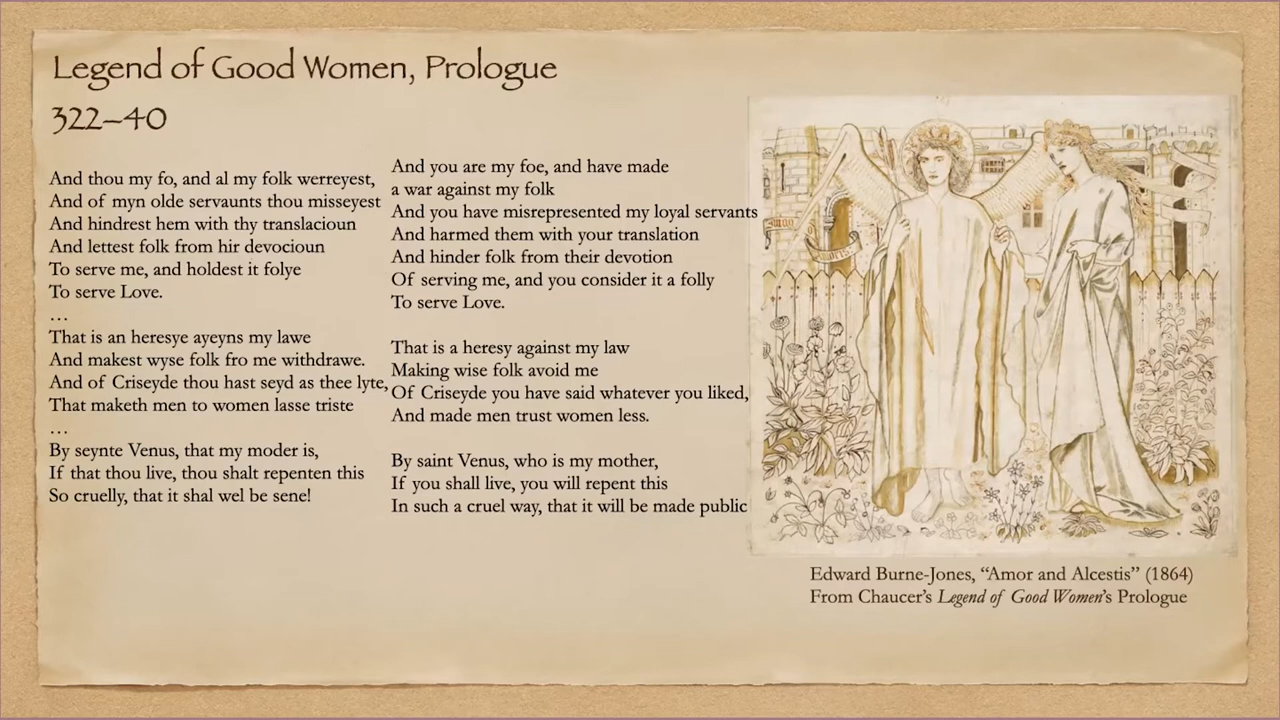 Legend of Good Women, Prologue
322–40
And thou my fo, and al my folk werreyest,
And of myn olde servaunts thou misseyest
And hindrest hem with thy translacioun
And lettest folk from hir devocioun
To serve me, and holdest it folye
To serve Love.
…
That is an heresye ayeyns my lawe
And makest wyse folk fro me withdrawe.
And of Criseyde thou hast seyd as thee lyte,
That maketh men to women lasse triste
…
By seynte Venus, that my moder is,
If that thou live, thou shalt repenten this
So cruelly, that it shal wel be sene!
And you are my foe, and have made
a war against my folk
And you have misrepresented my loyal servants
And harmed them with your translation
And hinder folk from their devotion
Of serving me, and you consider it a folly
To serve Love.
That is a heresy against my law
Making wise folk avoid me
Of Criseyde you have said whatever you liked,
And made men trust women less.
By saint Venus, who is my mother,
If you shall live, you will repent this
In such a cruel way, that it will be made public
Edward Burne-Jones, “Amor and Alcestis” (1864)
From Chaucer’s Legend of Good Women’s Prologue